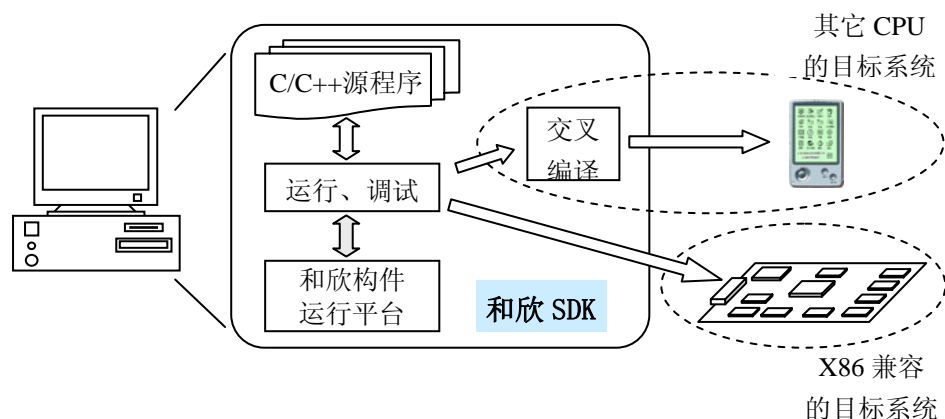 其它 CPU
的目标系统
C/C++源程序
交叉
编译
运行、调试
和欣构件
运行平台
和欣 SDK
X86 兼容
的目标系统